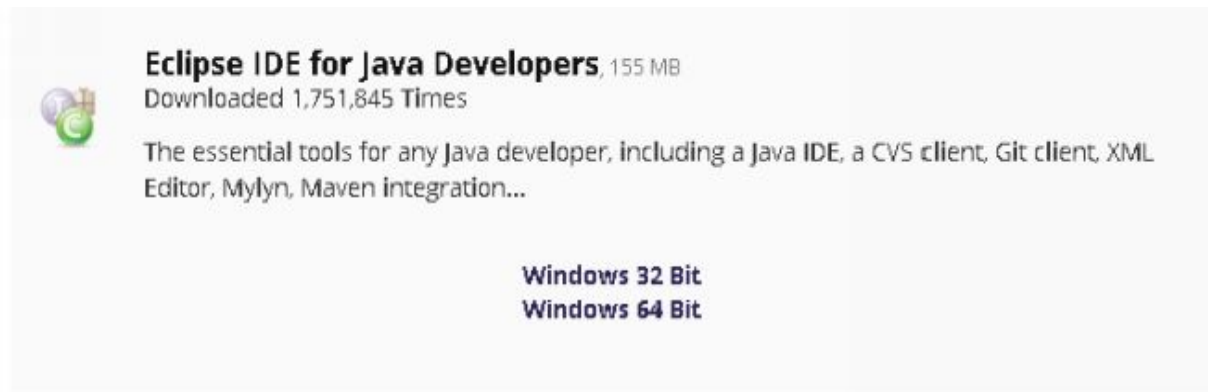 Eclipse IDE for Java Developers, 155 MB
Downloaded 1,751,845 Times
The essential tools for any Java developer, including a Java IDE, a CVS client, Git client, XML
Editor, Mylyn, Maven integration...
Windows 32 Bit
Windows 64 Bit